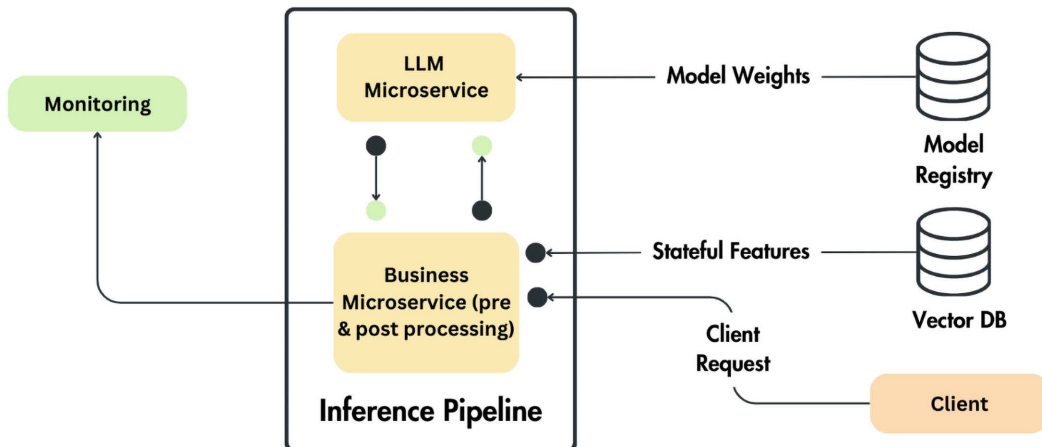 LLM
Microservice
Model Weights
Monitoring
Model
Registry
Stateful Features
Business
Microservice (pre
& post processing)
Vector DB
Client
Request
Client
Inference Pipeline